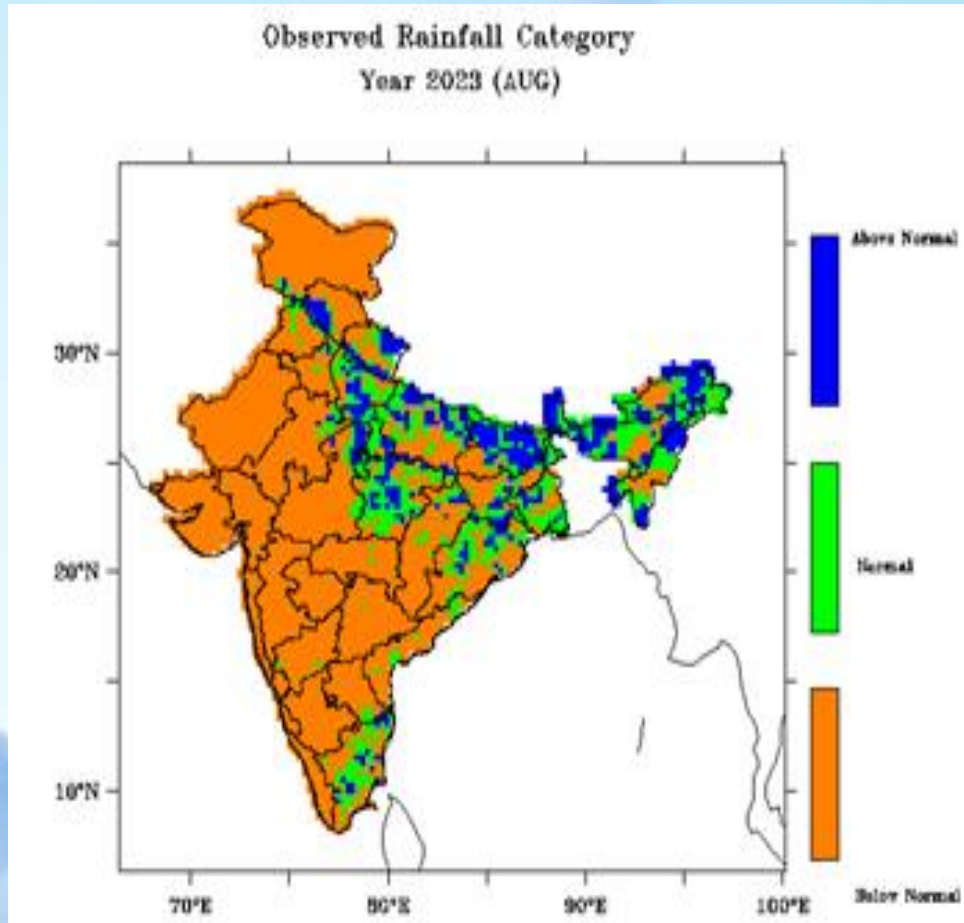 Observed Rainfall Category
Year 2023 (AUG)
Above Normal
30°N
Normal
20°N
10°N
Below Normal
70°E
80°E
90°E
100°E